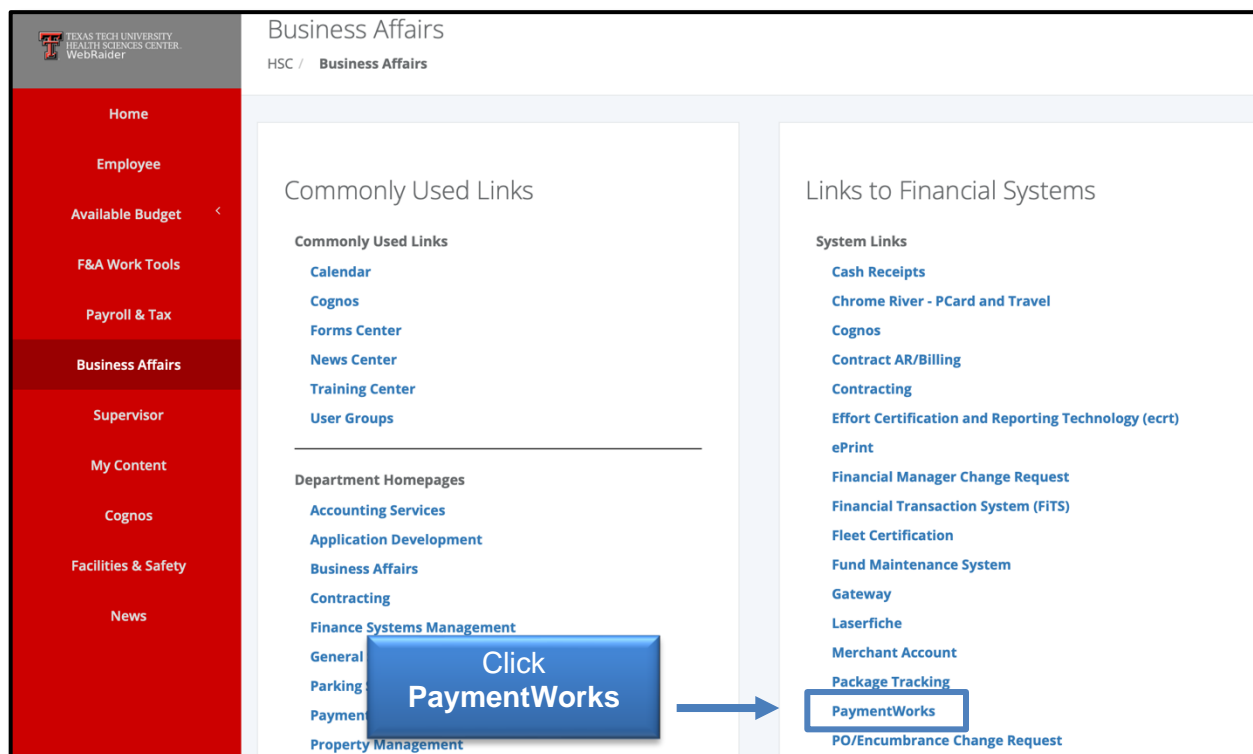 TEXAS TECH UNIVERSITY
HEALTH SCIENCES CENTER.
WebRaider
Home
Employee
Available Budget
F&A Work Tools
Payroll & Tax
Business Affairs
Supervisor
My Content
Cognos
Facilities & Safety
News
Business Affairs
HSC / Business Affairs
Commonly Used Links
Commonly Used Links
Calendar
Cognos
Forms Center
News Center
Training Center
User Groups
Department Homepages
Accounting Services
Application Development
Business Affairs
Contracting
Finance Systems Management
General
Parking
Payment
Property Management
Click
PaymentWorks
Links to Financial Systems
System Links
Cash Receipts
Chrome River - PCard and Travel
Cognos
Contract AR/Billing
Contracting
Effort Certification and Reporting Technology (ecrt)
ePrint
Financial Manager Change Request
Financial Transaction System (FiTS)
Fleet Certification
Fund Maintenance System
Gateway
Laserfiche
Merchant Account
Package Tracking
PaymentWorks
PO/Encumbrance Change Request